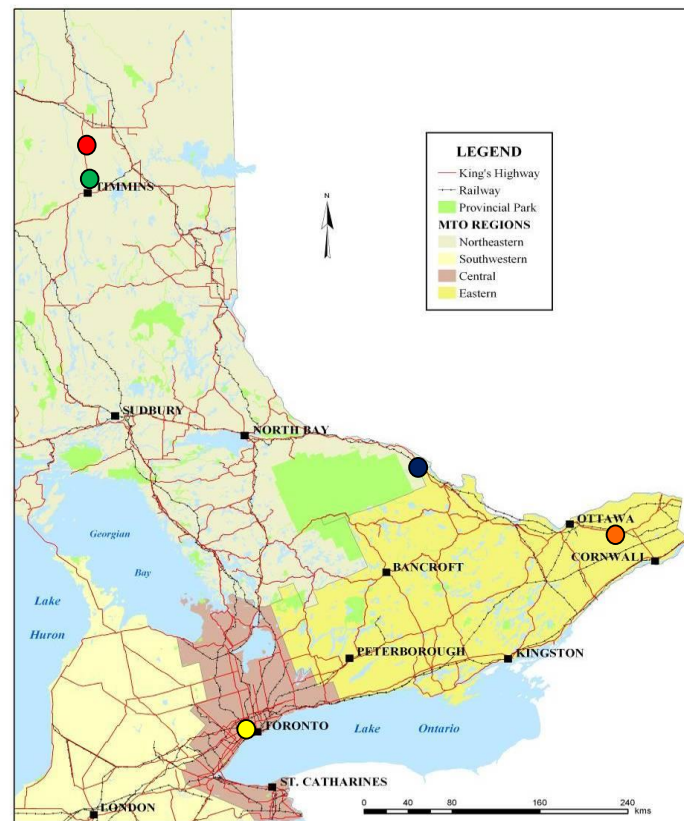 LEGEND
King's Highway
Railway
Provincial Park
MTO REGIONS
Northeastern
Southwestern
Central
Eastern
N
TIMMINS
SUDBURY
NORTH BAY
Georgian
Bay
OTTAWA
CORNWALL
BANCROFT
Lake
Huron
PETERBOROUGH
KINGSTON
TORONTO
Lake Ontario
ST. CATHARINES
LONDON
0 40 80 160 240
kms